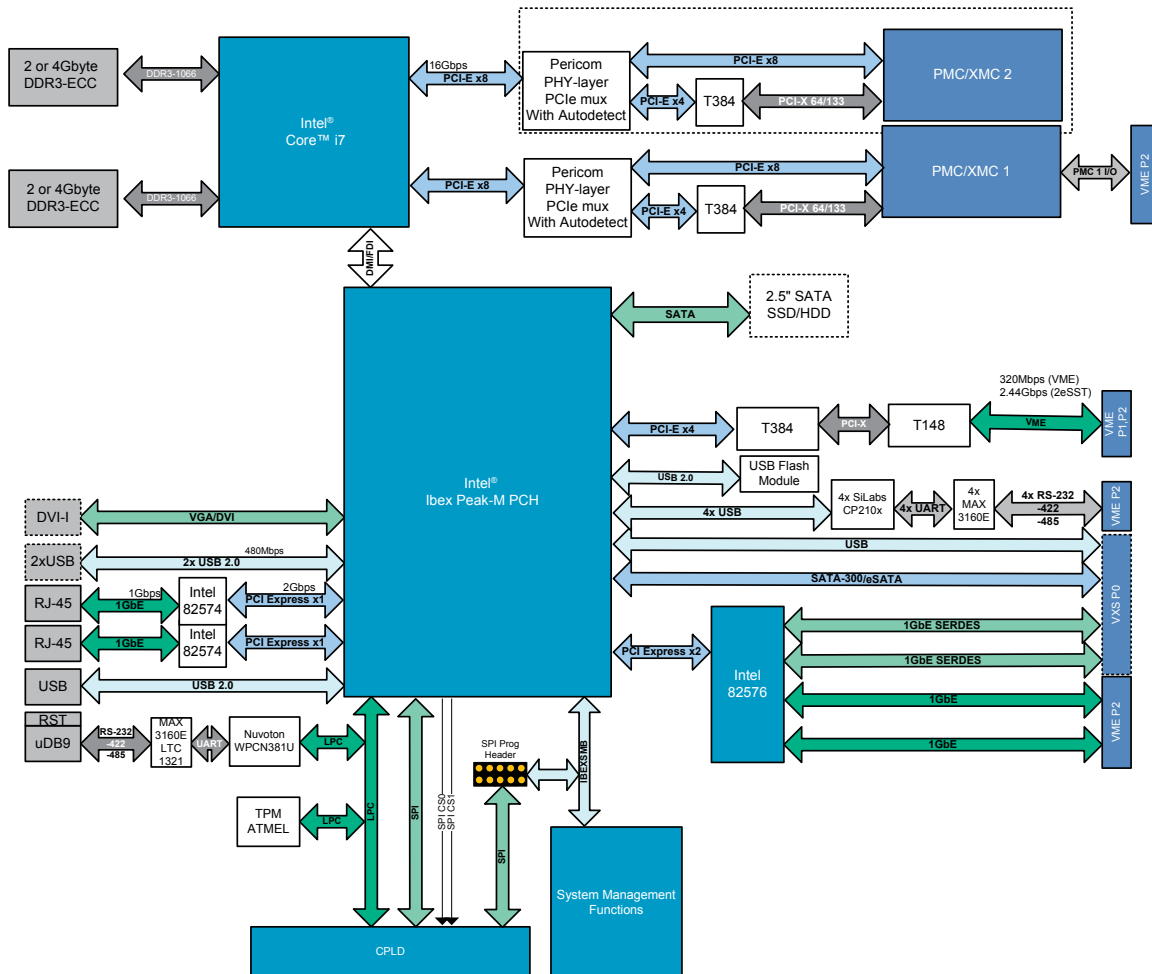 2 or 4Gbyte
DDR3-ECC
DDR3-1066
Intel®
Core™ i7
16Gbps
PCI-E x8
Pericom
PHY-layer
PCIe mux
With Autodetect
PCI-E x8
PCI-E x4
T384
PCI-X 64/133
PMC/XMC 2
2 or 4Gbyte
DDR3-ECC
DDR3-1066
PCI-E x8
Pericom
PHY-layer
PCIe mux
With Autodetect
PCI-E x8
PCI-E x4
T384
PCI-X 64/133
PMC/XMC 1
PMC 1 I/O
VME P2
DMI/FDI
Intel®
Ibex Peak-M PCH
SATA
2.5" SATA
SSD/HDD
PCI-E x4
T384
PCI-X
T148
320Mbps (VME)
2.44Gbps (2eSST)
VME
VME
P1,P2
USB 2.0
USB Flash
Module
4x USB
4x SiLabs
CP210x
4x UART
4x
MAX
3160E
4x RS-232
-422
-485
VME P2
USB
SATA-300/eSATA
VXS P0
PCI Express x2
Intel
82576
1GbE SERDES
1GbE SERDES
1GbE
1GbE
VME P2
DVI-I
VGA/DVI
2xUSB
480Mbps
2x USB 2.0
RJ-45
1Gbps
1GbE
Intel
82574
2Gbps
PCI Express x1
RJ-45
1GbE
Intel
82574
PCI Express x1
USB
USB 2.0
RST
uDB9
RS-232
-422
-485
MAX
3160E
LTC
1321
UART
Nuvoton
WPCN381U
LPC
TPM
ATMEL
LPC
LPC
SPI
SPI CS0
SPI CS1
SPI Prog
Header
SPI
IBEXSMB
System Management
Functions
CPLD